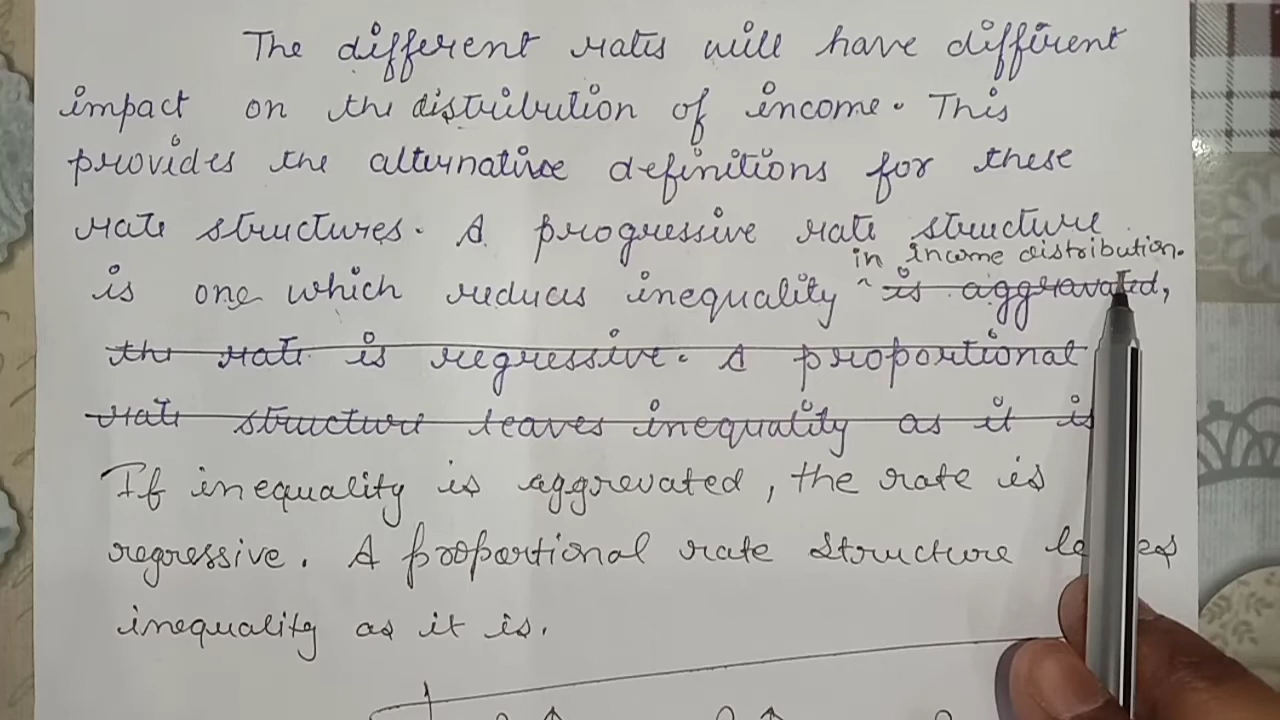 The different rates will have different
impact on the distribution of income. This
provides the alternative definitions for these
rate structures. A progressive rate structure
in income distribution.
is one which reduces inequality ^ is aggravated,
the rate is regressive. A proportional
rate structure leaves inequality as it is
If inequality is aggrevated, the rate is
regressive. A proportional rate structure
inequality as it is.